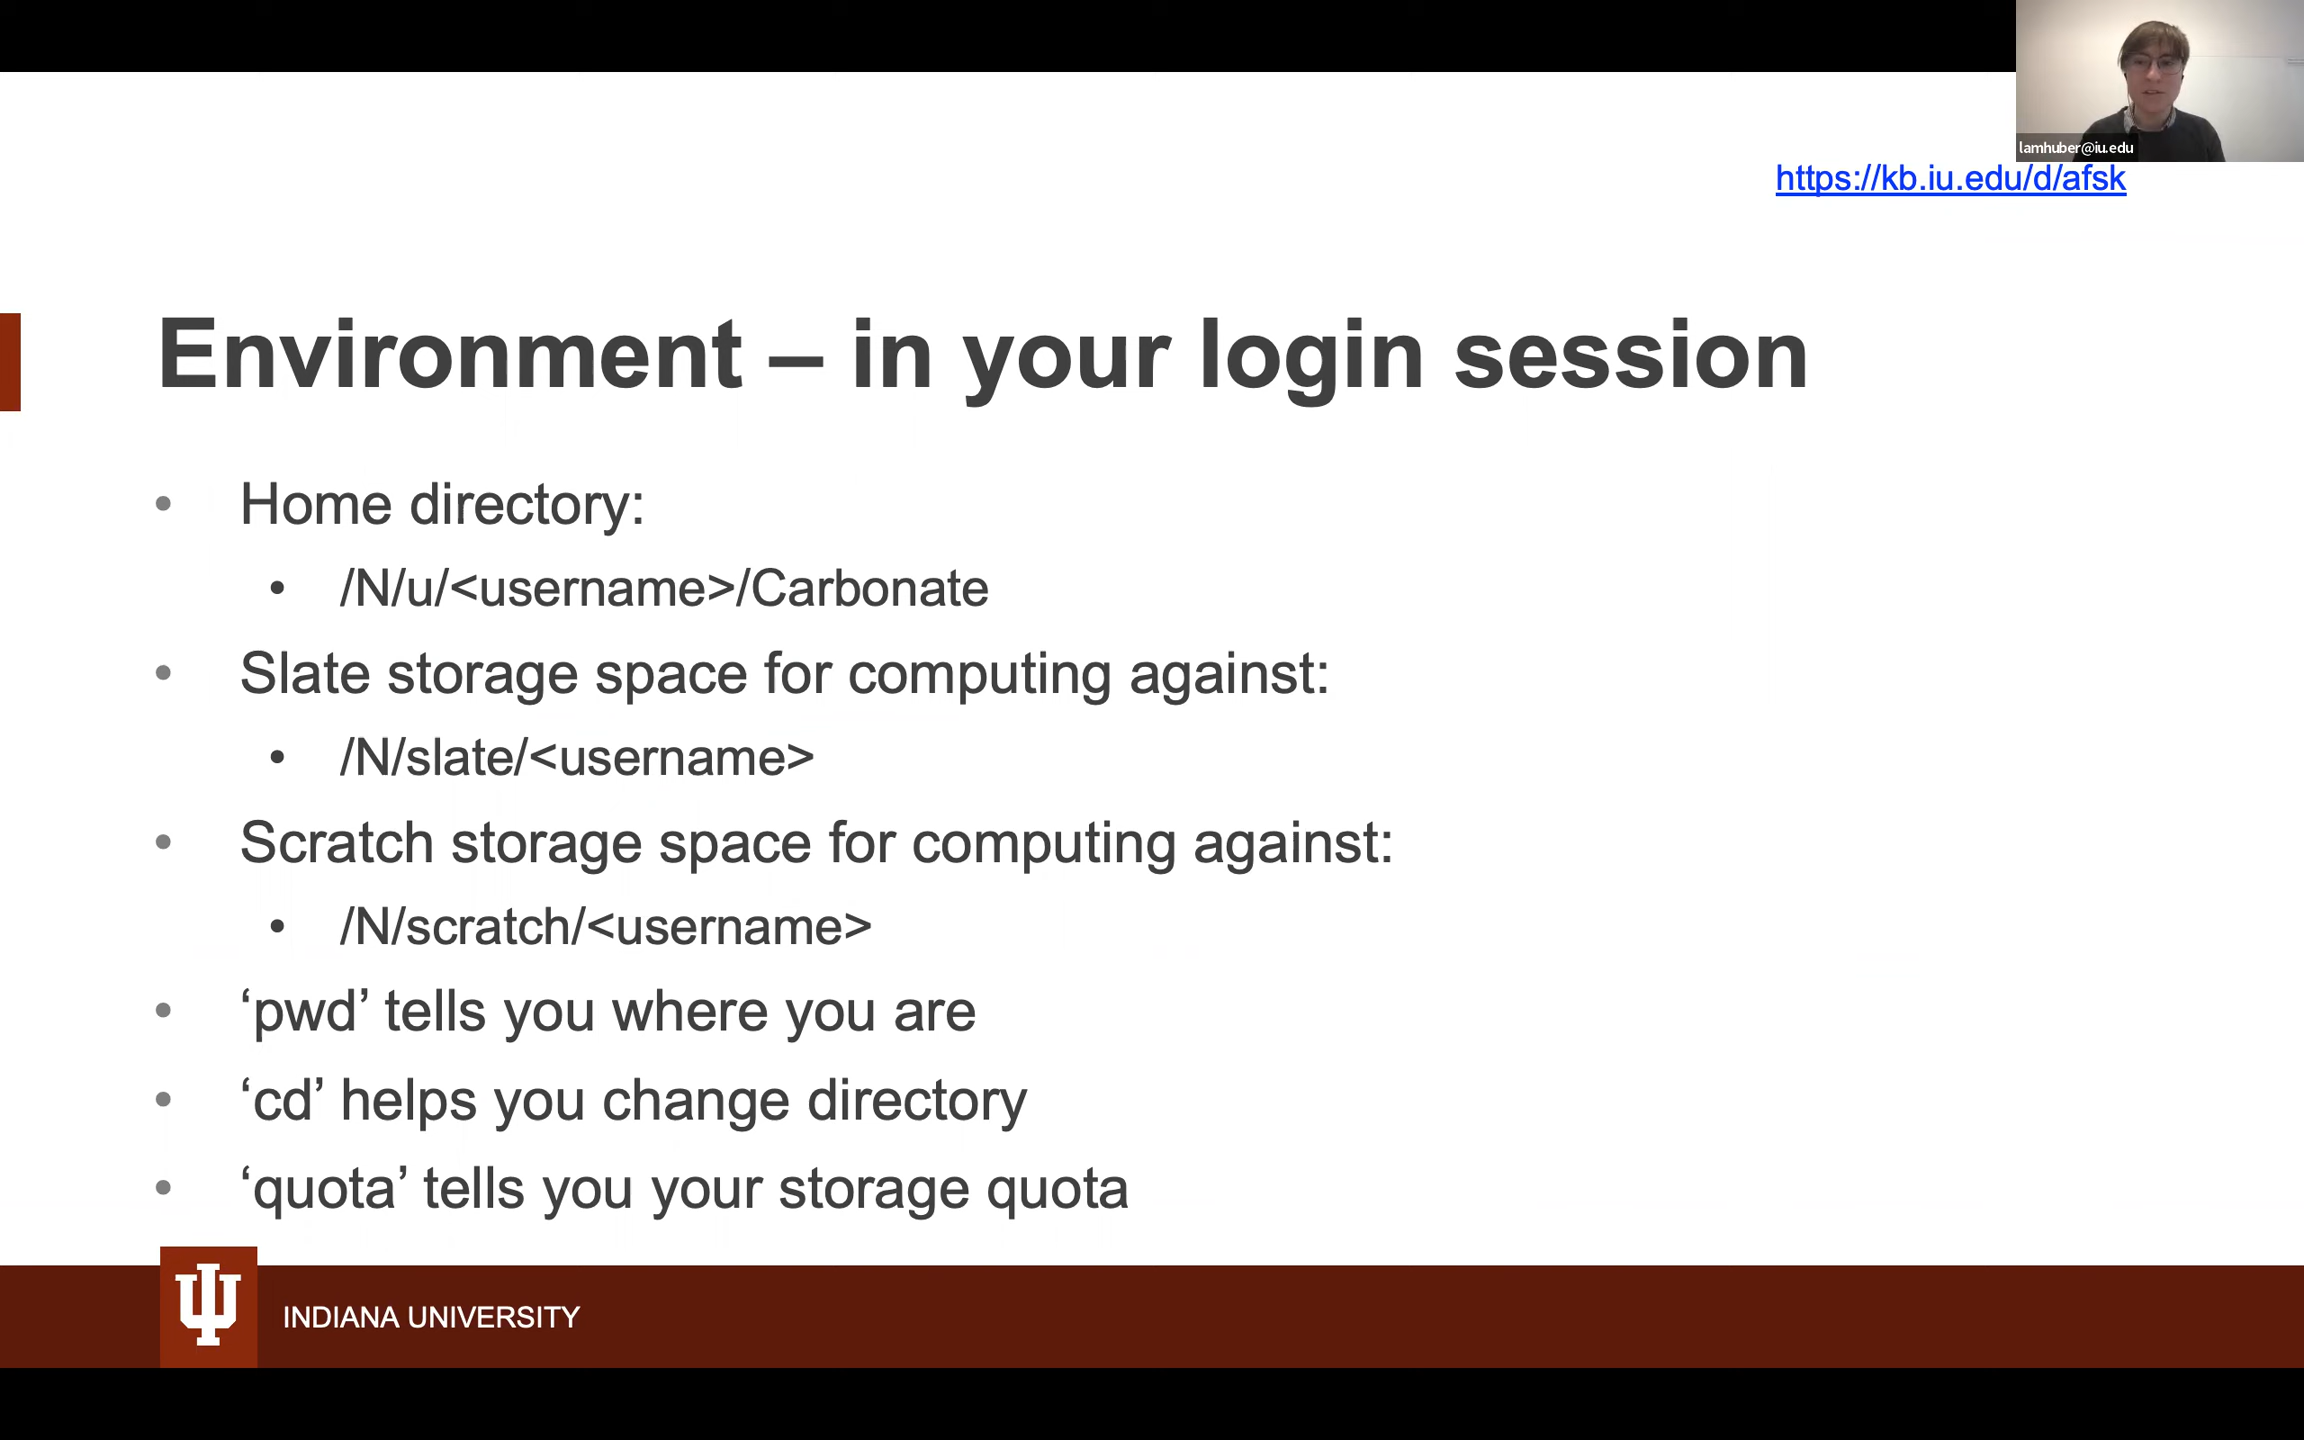 lamhuber@iu.edu
https://kb.iu.edu/d/afsk
Environment – in your login session
• Home directory:
• /N/u/<username>/Carbonate
• Slate storage space for computing against:
• /N/slate/<username>
• Scratch storage space for computing against:
• /N/scratch/<username>
• ‘pwd’ tells you where you are
• ‘cd’ helps you change directory
• ‘quota’ tells you your storage quota
INDIANA UNIVERSITY